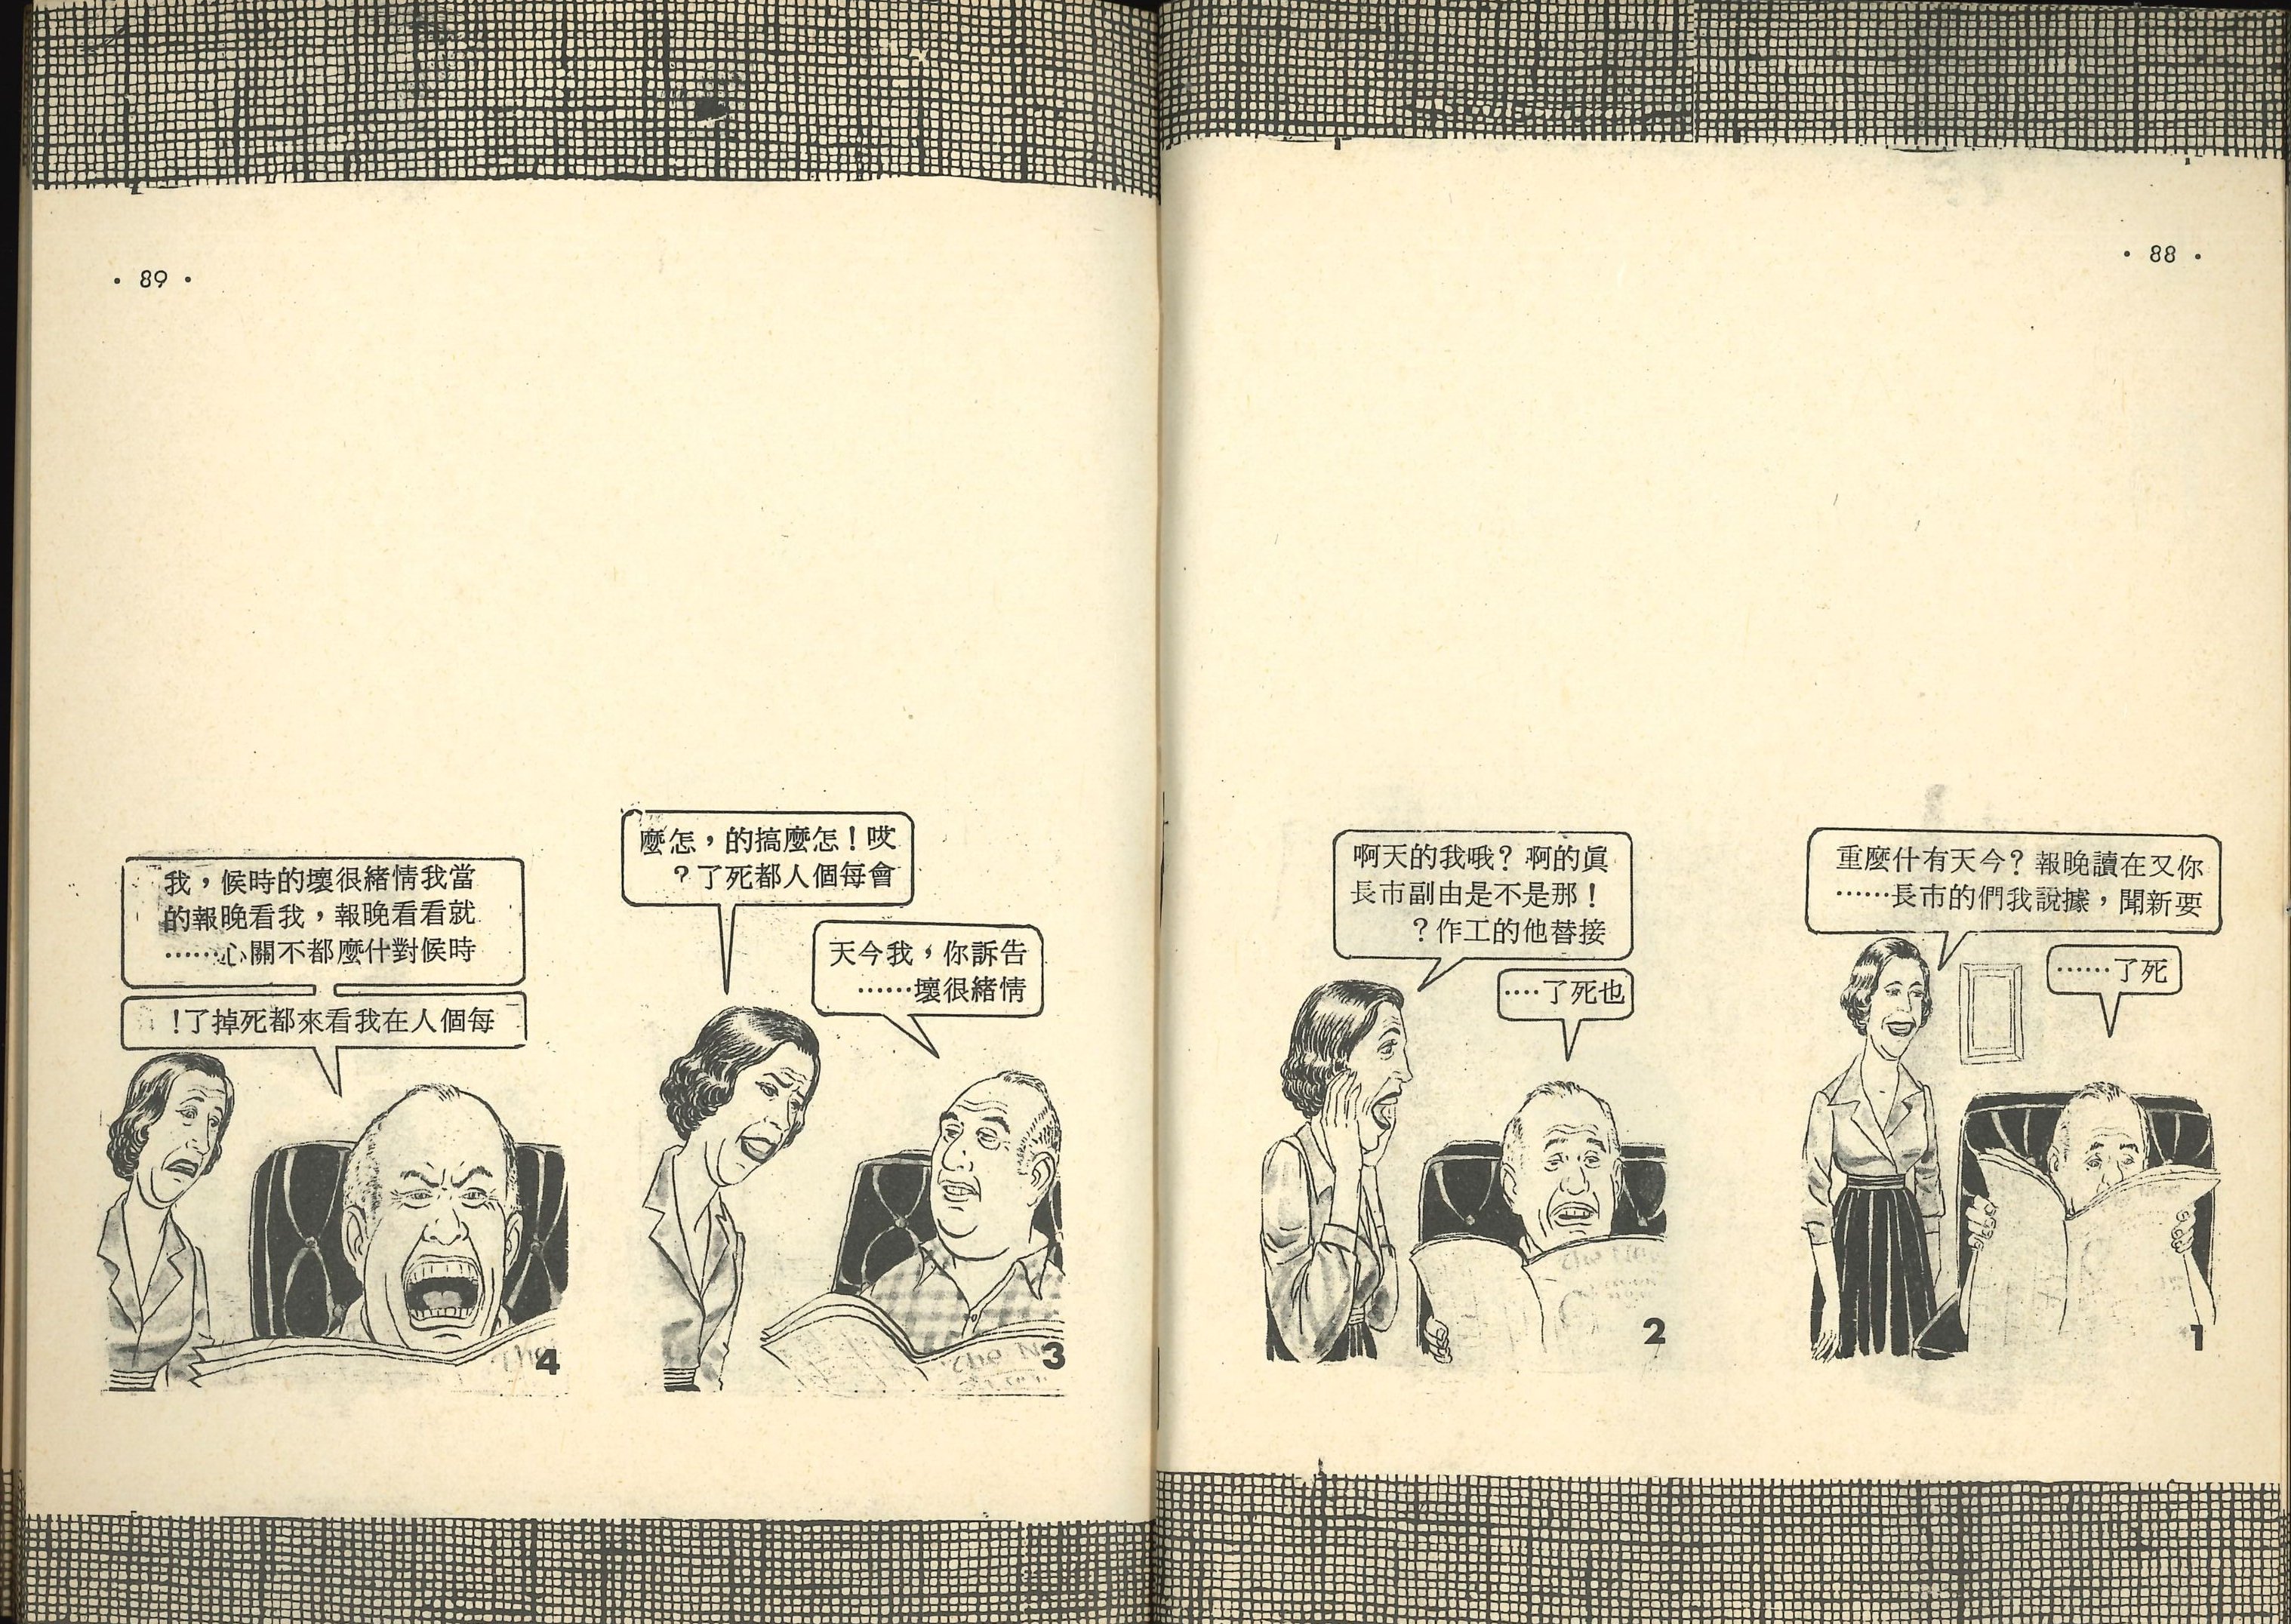 · 88 ·
你又在讀晚報？今天有什麼重
要新聞，據說我們的市長……
死了……
1
眞的啊？哦我的天啊
！那是不是由副市長
接替他的工作？
也死了‥‥
2
· 89 ·
哎！怎麼搞的，怎麼
會每個人都死了？
告訴你，我今天
情緒很壞……
3
當我情緒很壞的時候，我
就看看晚報，我看晚報的
時候對什麼都不關心……
每個人在我看來都死掉了！
4